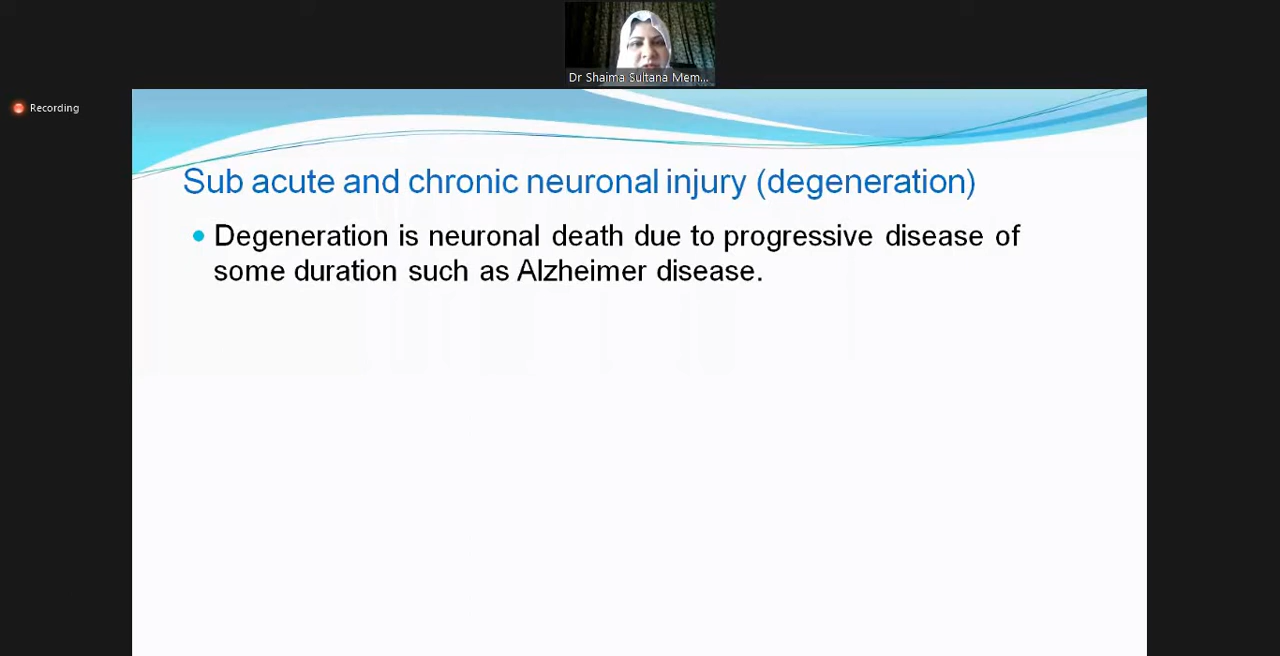 Dr Shaima Sultana Mem...
Recording
Sub acute and chronic neuronal injury (degeneration)
Degeneration is neuronal death due to progressive disease of
some duration such as Alzheimer disease.